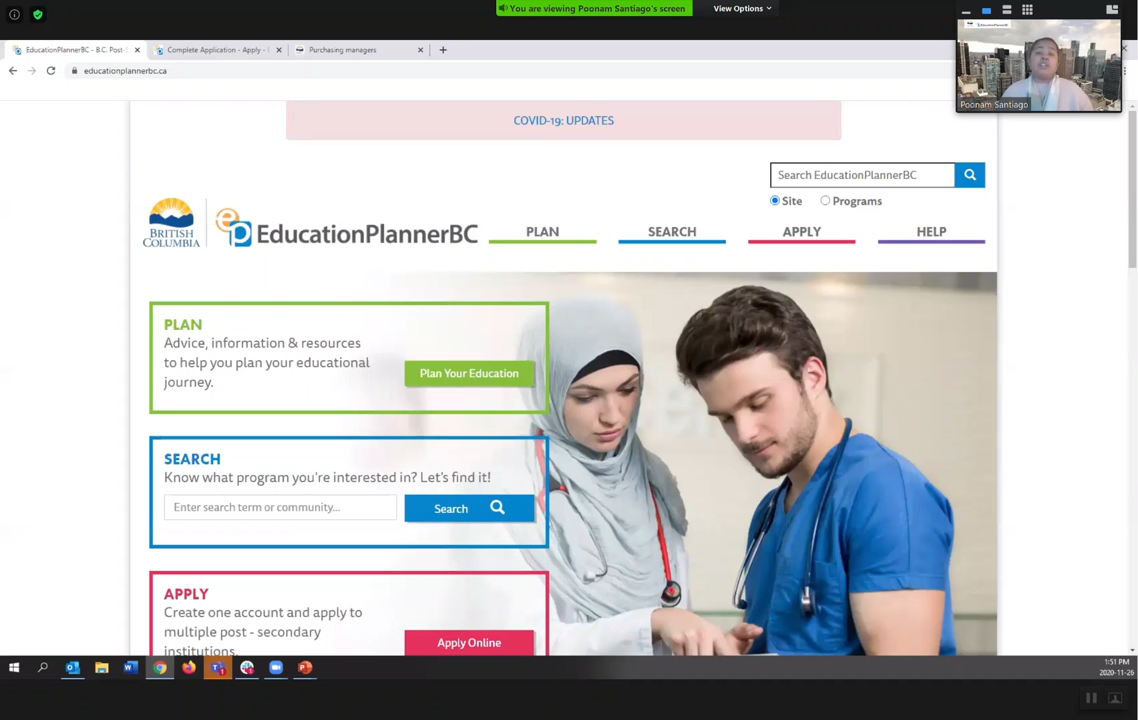 You are viewing Poonam Santiago's screen
View Options
EducationPlannerBC - B.C. Post-S
Complete Application - Apply - E
Purchasing managers
educationplannerbc.ca
Poonam Santiago
COVID-19: UPDATES
Search EducationPlannerBC
Site
Programs
BRITISH
COLUMBIA
ep
EducationPlannerBC
PLAN
SEARCH
APPLY
HELP
PLAN
Advice, information & resources
to help you plan your educational
journey.
Plan Your Education
SEARCH
Know what program you're interested in? Let's find it!
Enter search term or community...
Search
APPLY
Create one account and apply to
multiple post - secondary
institutions.
Apply Online
1:51 PM
2020-11-26